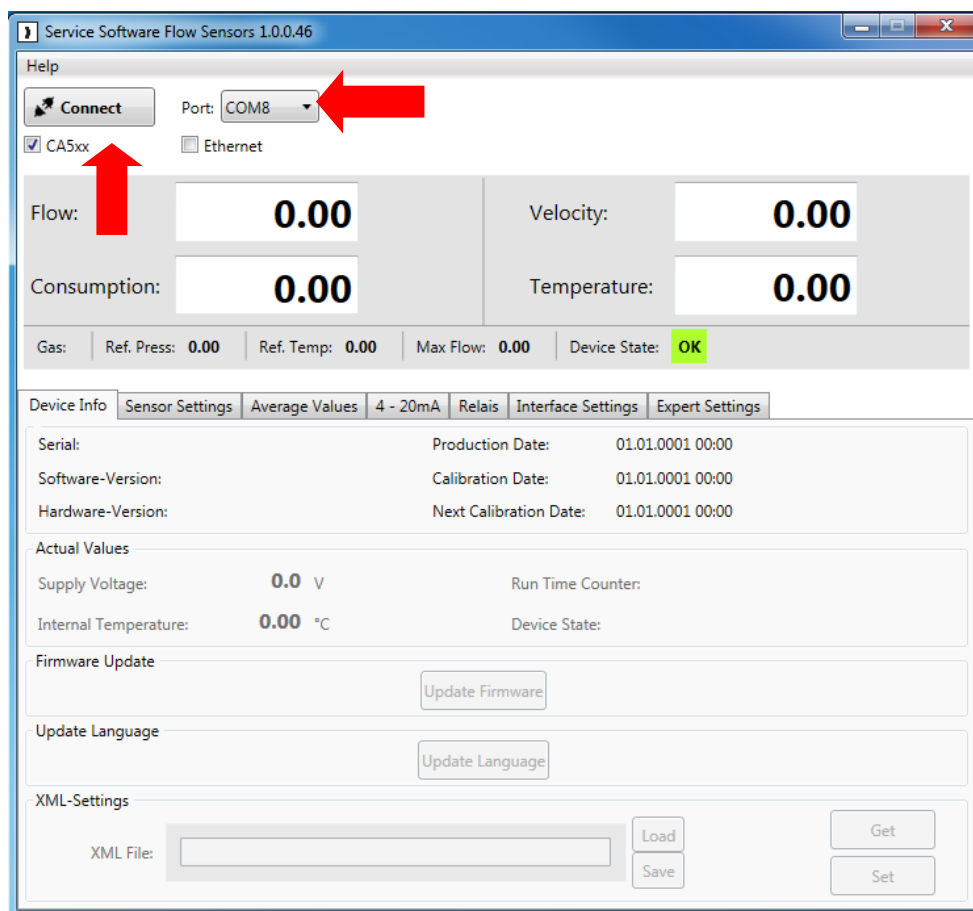 Service Software Flow Sensors 1.0.0.46
Help
Connect Port: COM8
CA5xx Ethernet
Flow: 0.00 Velocity: 0.00
Consumption: 0.00 Temperature: 0.00
Gas: Ref. Press: 0.00 Ref. Temp: 0.00 Max Flow: 0.00 Device State: OK
Device Info Sensor Settings Average Values 4 - 20mA Relais Interface Settings Expert Settings
Serial: Production Date: 01.01.0001 00:00
Software-Version: Calibration Date: 01.01.0001 00:00
Hardware-Version: Next Calibration Date: 01.01.0001 00:00
Actual Values
Supply Voltage: 0.0 V Run Time Counter:
Internal Temperature: 0.00 °C Device State:
Firmware Update
Update Firmware
Update Language
Update Language
XML-Settings
XML File: Load Get
Save Set